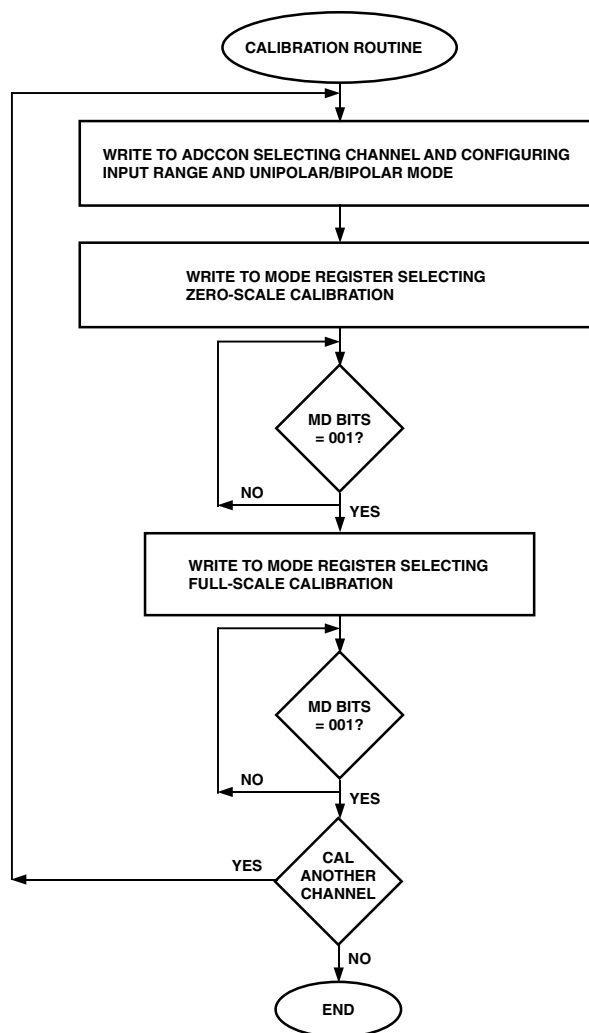 CALIBRATION ROUTINE
WRITE TO ADCCON SELECTING CHANNEL AND CONFIGURING
INPUT RANGE AND UNIPOLAR/BIPOLAR MODE
WRITE TO MODE REGISTER SELECTING
ZERO-SCALE CALIBRATION
MD BITS
= 001?
NO
YES
WRITE TO MODE REGISTER SELECTING
FULL-SCALE CALIBRATION
MD BITS
= 001?
NO
YES
YES
CAL
ANOTHER
CHANNEL
NO
END